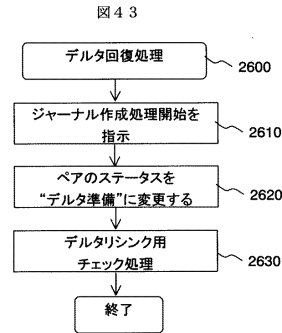 図43
デルタ回復処理
2600
ジャーナル作成処理開始を
指示
2610
ペアのステータスを
“デルタ準備”に変更する
2620
デルタリシンク用
チェック処理
2630
終了